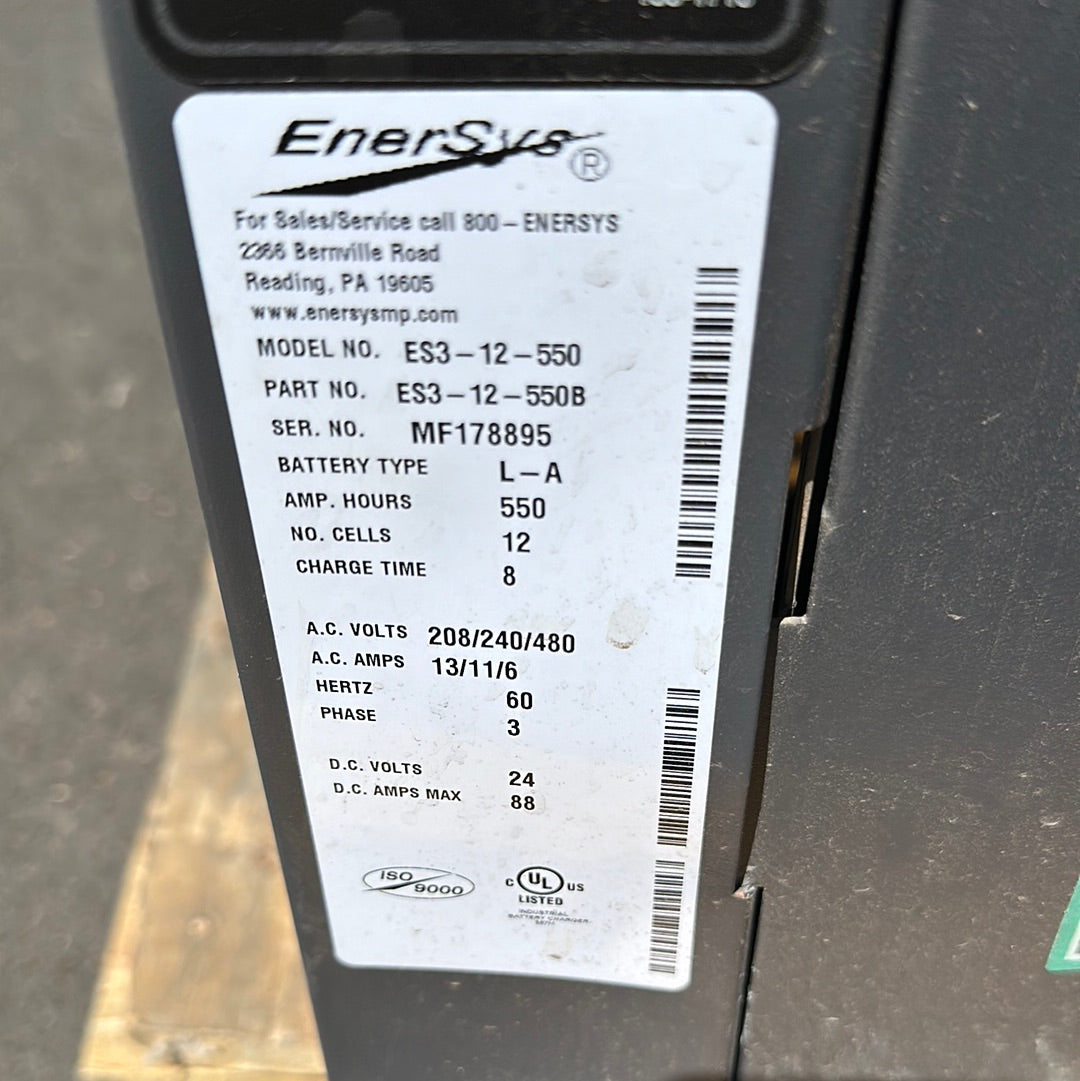 EnerSys®
For Sales/Service call 800-ENERSYS
2366 Bernville Road
Reading, PA 19605
www.enersysmp.com
MODEL NO. ES3-12-550
PART NO. ES3-12-550B
SER. NO. MF178895
BATTERY TYPE L-A
AMP. HOURS 550
NO. CELLS 12
CHARGE TIME 8
A.C. VOLTS 208/240/480
A.C. AMPS 13/11/6
HERTZ 60
PHASE 3
D.C. VOLTS 24
D.C. AMPS MAX 88
ISO 9000
C UL US
LISTED
INDUSTRIAL
BATTERY CHARGER